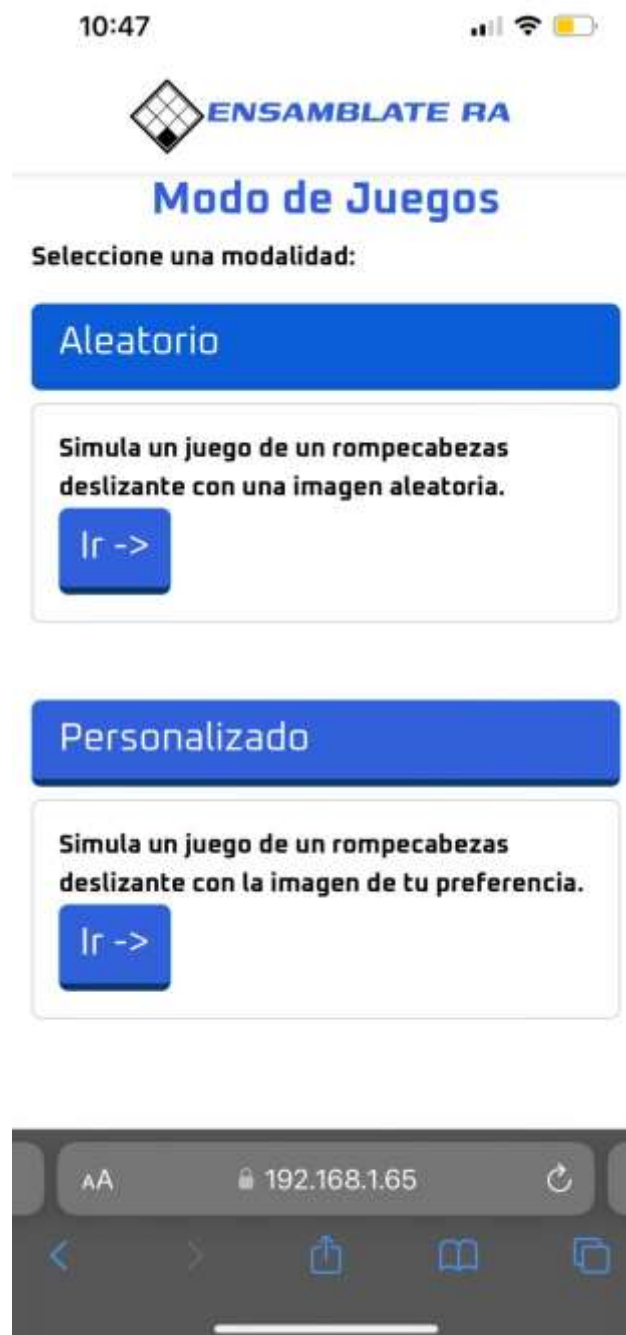 10:47
ENSAMBLATE RA
Modo de Juegos
Seleccione una modalidad:
Aleatorio
Simula un juego de un rompecabezas
deslizante con una imagen aleatoria.
Ir ->
Personalizado
Simula un juego de un rompecabezas
deslizante con la imagen de tu preferencia.
Ir ->
AA 192.168.1.65